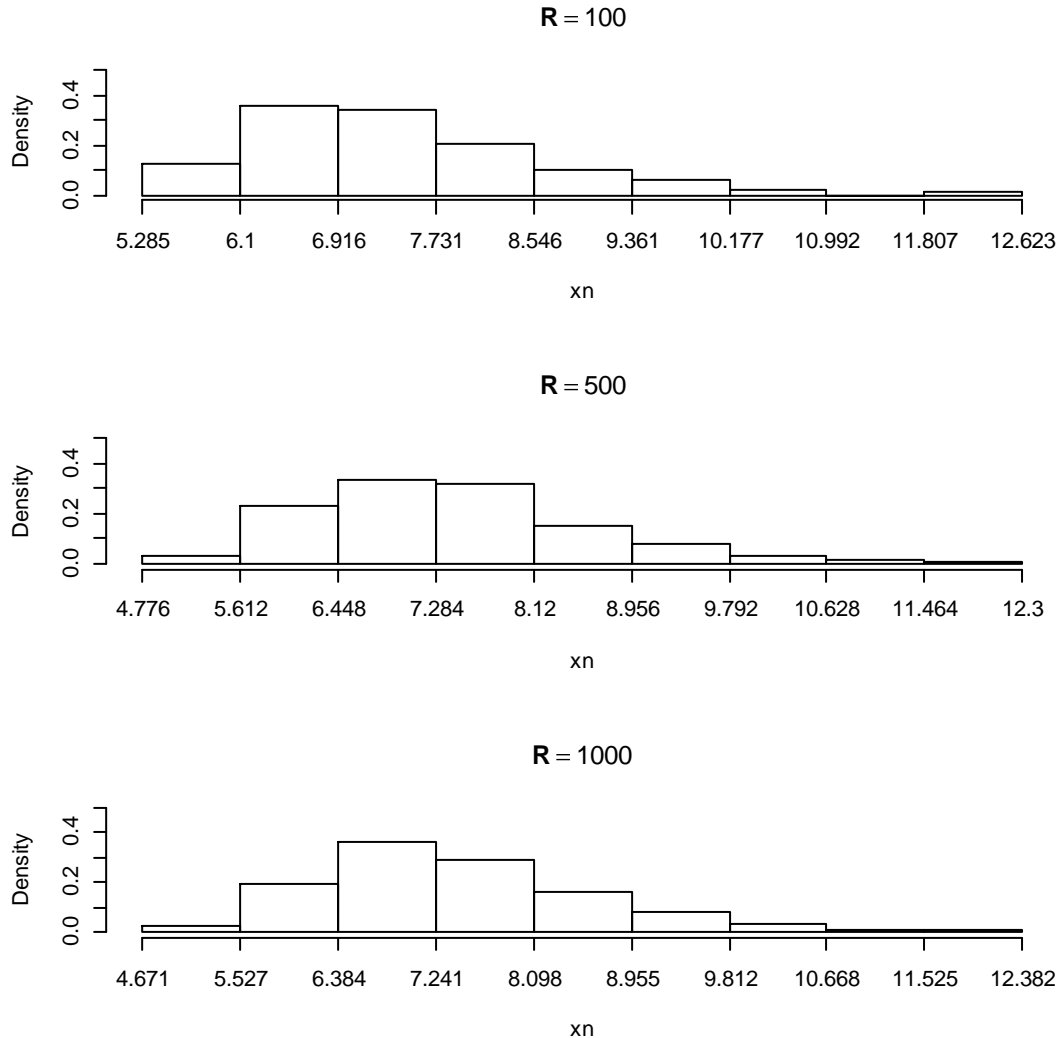 R = 100
Density
0.0 0.2 0.4
5.285 6.1 6.916 7.731 8.546 9.361 10.177 10.992 11.807 12.623
xn
R = 500
Density
0.0 0.2 0.4
4.776 5.612 6.448 7.284 8.12 8.956 9.792 10.628 11.464 12.3
xn
R = 1000
Density
0.0 0.2 0.4
4.671 5.527 6.384 7.241 8.098 8.955 9.812 10.668 11.525 12.382
xn